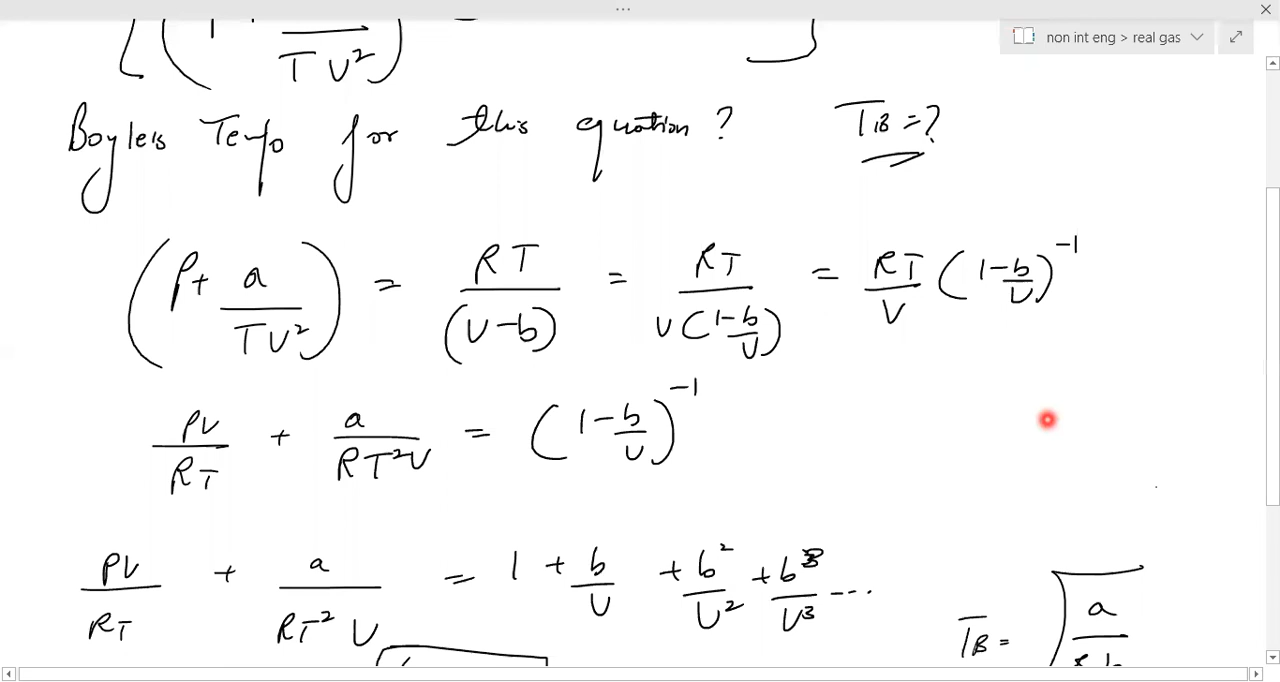 non int eng > real gas
T V²
Boyle's Temp for this equation ? T_B = ?
(P + a/TV²) = RT/(V-b) = RT/V(1-b/V) = RT/V (1-b/V)⁻¹
PV/RT + a/RT²V = (1-b/V)⁻¹
PV/RT + a/RT²V = 1 + b/V + b²/V² + b³/V³ ---
T_B = √a